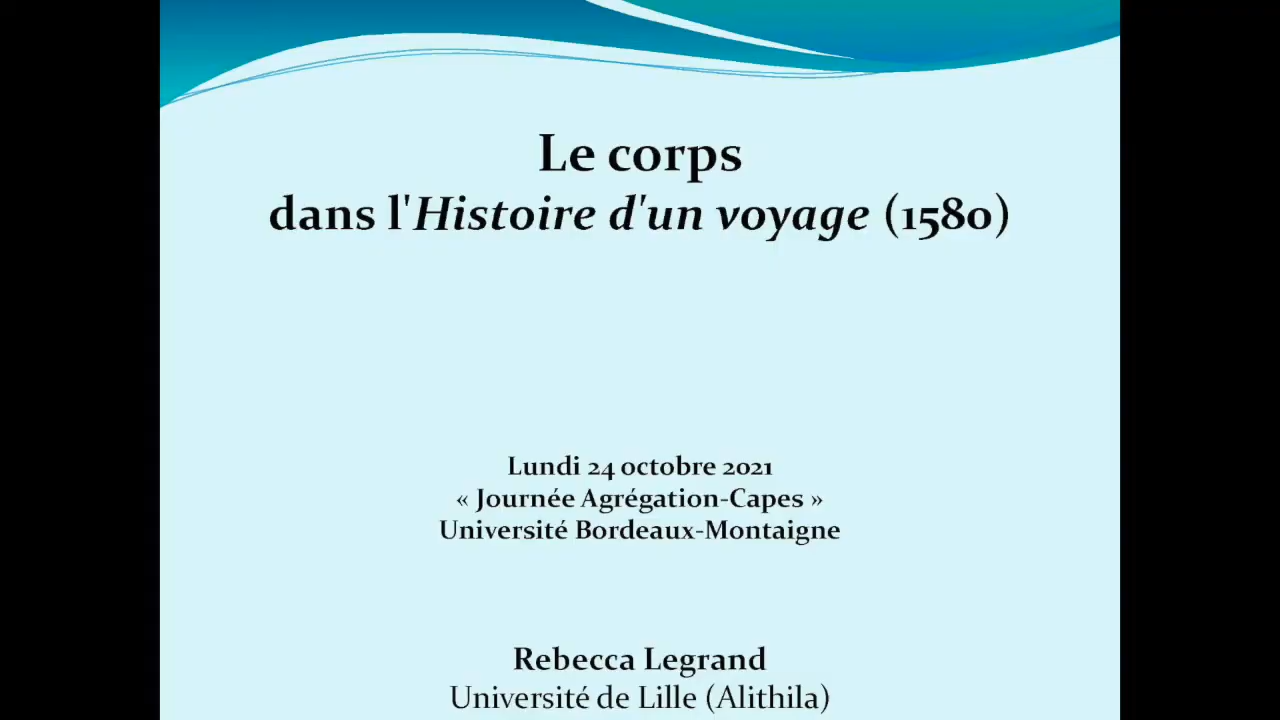 Le corps
dans l'Histoire d'un voyage (1580)
Lundi 24 octobre 2021
« Journée Agrégation-Capes »
Université Bordeaux-Montaigne
Rebecca Legrand
Université de Lille (Alithila)